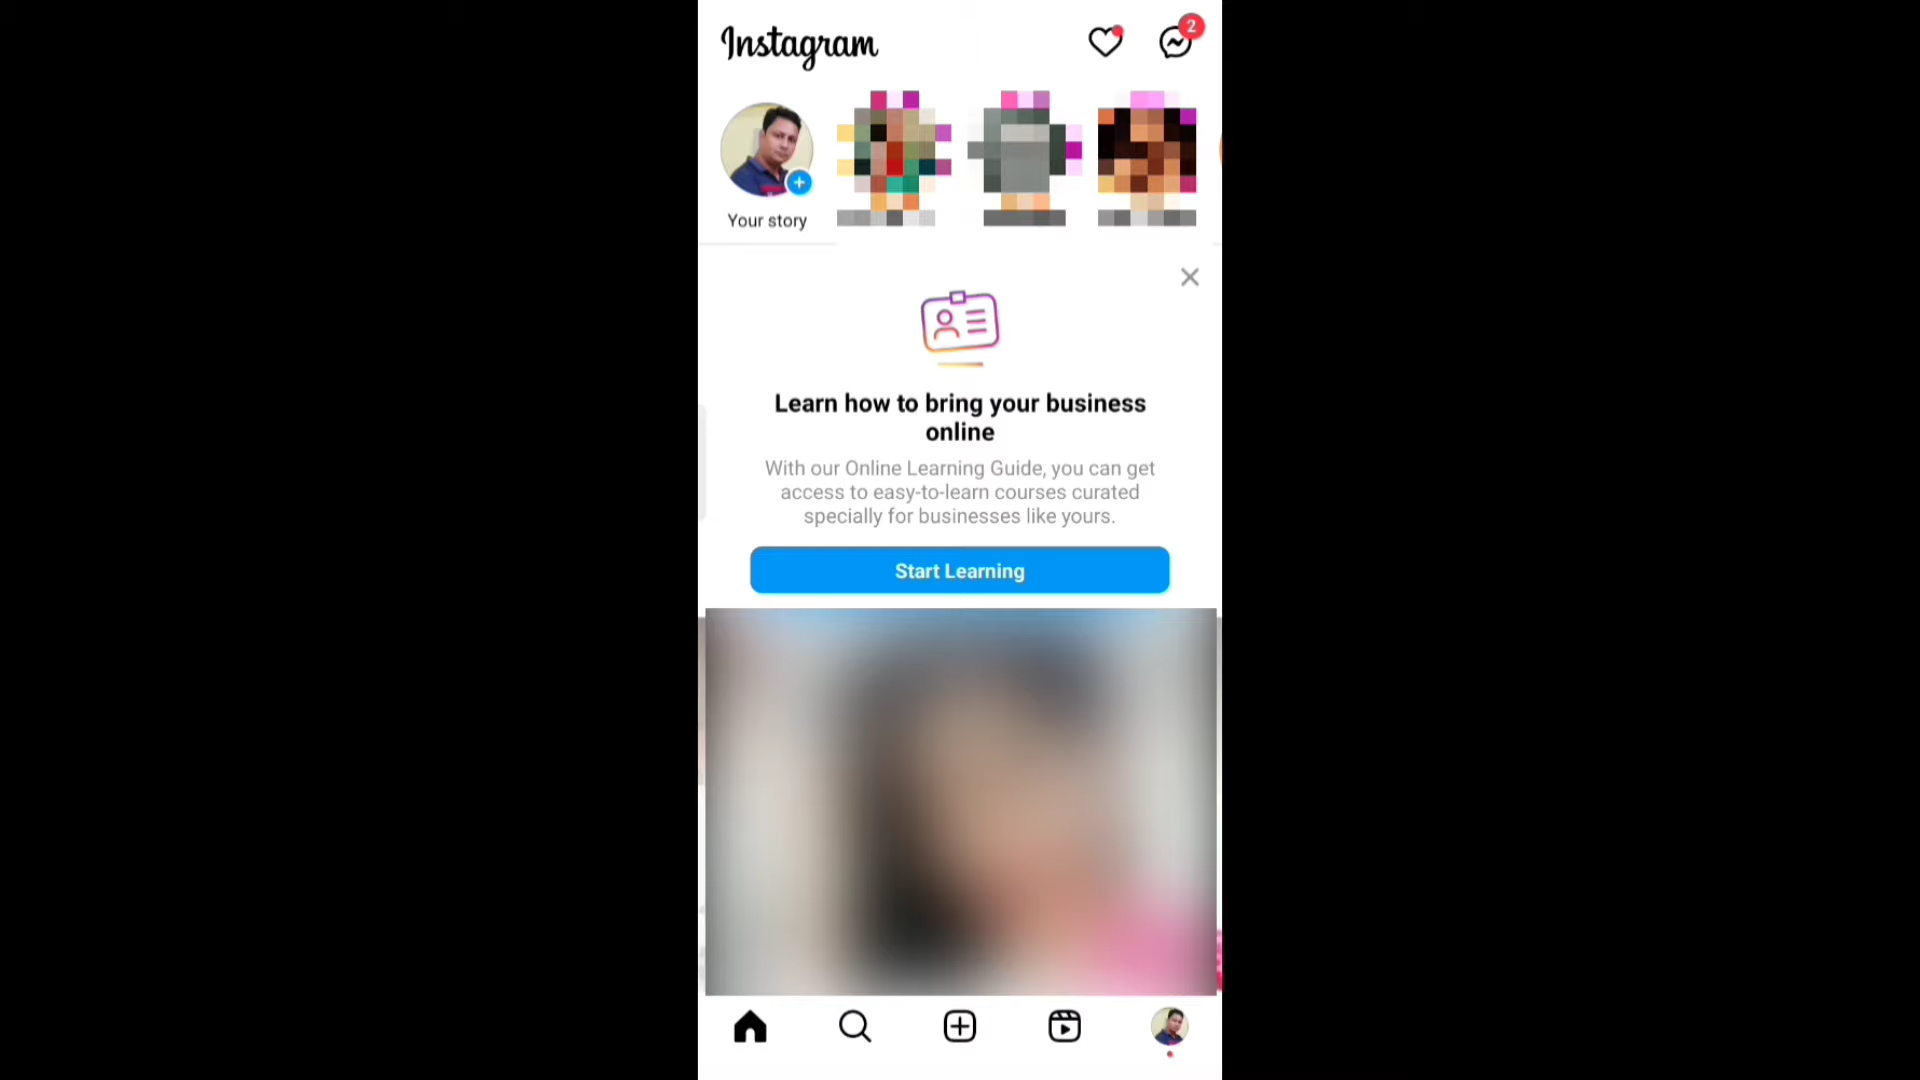 Instagram
2
Your story
Learn how to bring your business
online
With our Online Learning Guide, you can get
access to easy-to-learn courses curated
specially for businesses like yours.
Start Learning